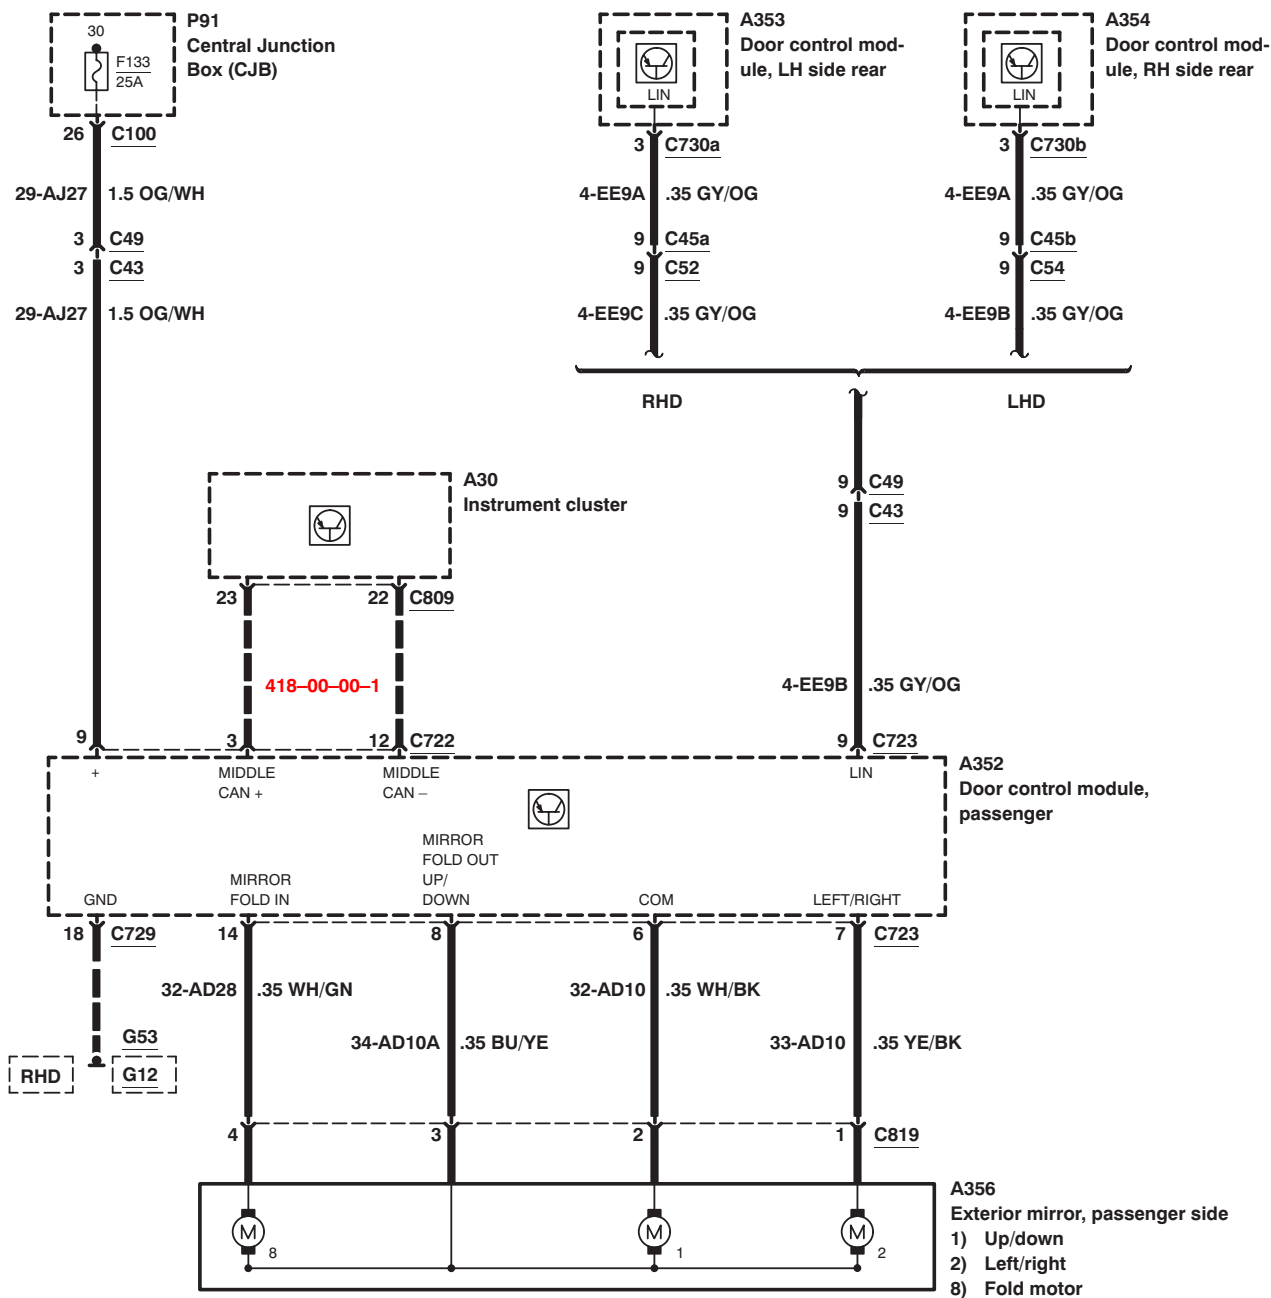 P91
Central Junction
Box (CJB)
30
F133
25A
A353
Door control mod-
ule, LH side rear
LIN
A354
Door control mod-
ule, RH side rear
LIN
26 C100
3 C730a
3 C730b
29-AJ27 1.5 OG/WH
4-EE9A .35 GY/OG
4-EE9A .35 GY/OG
3 C49
9 C45a
9 C45b
3 C43
9 C52
9 C54
29-AJ27 1.5 OG/WH
4-EE9C .35 GY/OG
4-EE9B .35 GY/OG
RHD
LHD
A30
Instrument cluster
9 C49
9 C43
23
22 C809
418–00–00–1
4-EE9B .35 GY/OG
9
3
12 C722
9 C723
A352
Door control module,
passenger
+
MIDDLE
CAN +
MIDDLE
CAN –
LIN
MIRROR
FOLD OUT
UP/
DOWN
MIRROR
FOLD IN
GND
COM
LEFT/RIGHT
18 C729
14
8
6
7 C723
32-AD28 .35 WH/GN
32-AD10 .35 WH/BK
34-AD10A .35 BU/YE
33-AD10 .35 YE/BK
G53
RHD
G12
4
3
2
1 C819
A356
Exterior mirror, passenger side
1) Up/down
2) Left/right
8) Fold motor
M
8
M
1
M
2